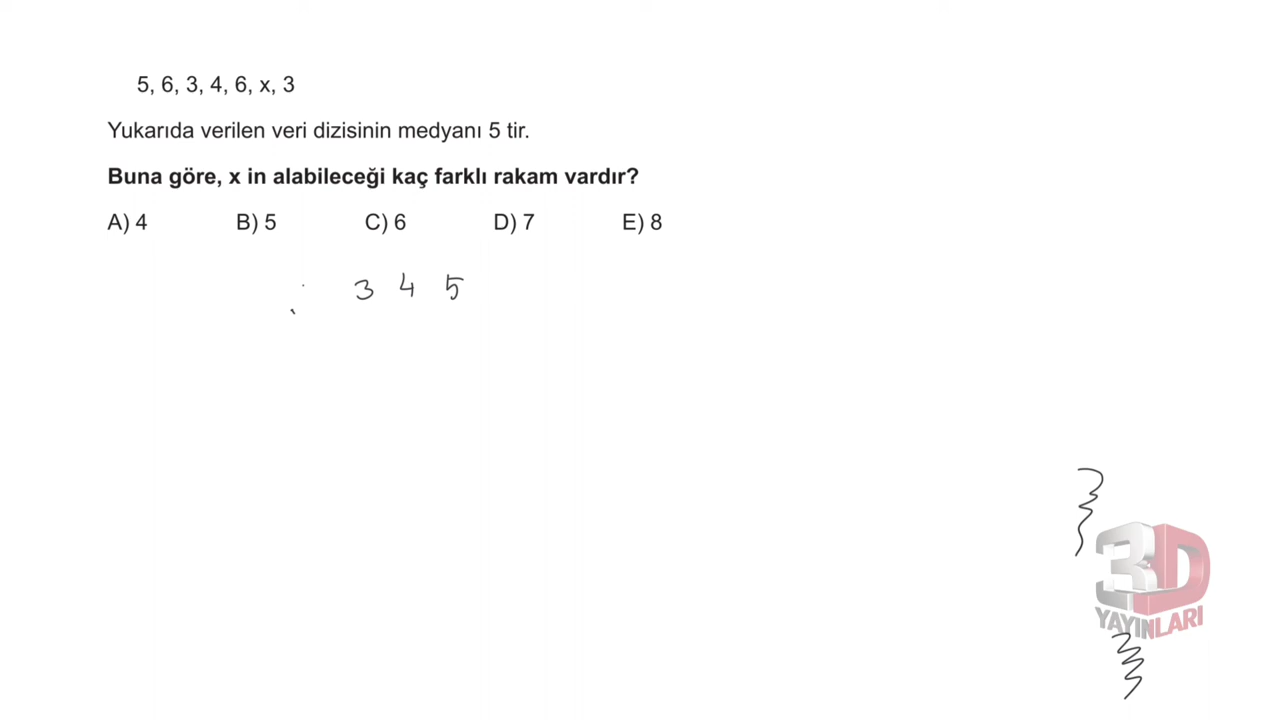 5, 6, 3, 4, 6, x, 3
Yukarıda verilen veri dizisinin medyanı 5 tir.
Buna göre, x in alabileceği kaç farklı rakam vardır?
A) 4 B) 5 C) 6 D) 7 E) 8
3 4 5
3D
YAYINLARI